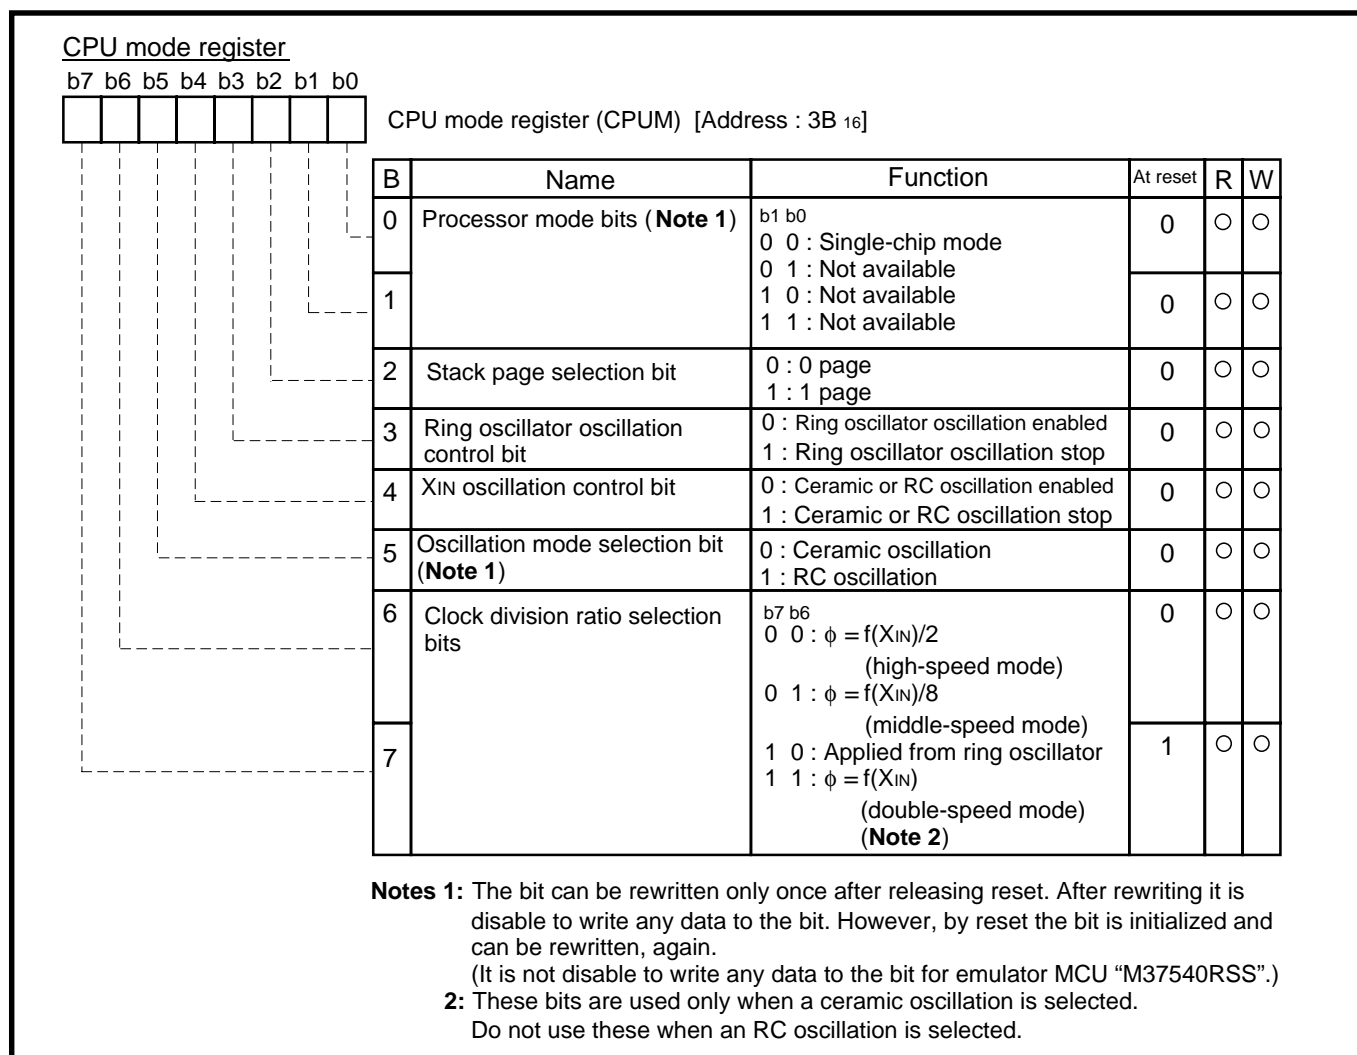 CPU mode register
b7 b6 b5 b4 b3 b2 b1 b0
CPU mode register (CPUM) [Address : 3B 16]
B Name Function At reset R W
0 Processor mode bits (Note 1) b1 b0 0 ○ ○
0 0 : Single-chip mode
0 1 : Not available
1 1 0 : Not available 0 ○ ○
1 1 : Not available
2 Stack page selection bit 0 : 0 page 0 ○ ○
1 : 1 page
3 Ring oscillator oscillation 0 : Ring oscillator oscillation enabled 0 ○ ○
control bit 1 : Ring oscillator oscillation stop
4 XIN oscillation control bit 0 : Ceramic or RC oscillation enabled 0 ○ ○
1 : Ceramic or RC oscillation stop
5 Oscillation mode selection bit 0 : Ceramic oscillation 0 ○ ○
(Note 1) 1 : RC oscillation
6 Clock division ratio selection b7 b6 0 ○ ○
bits 0 0 : ϕ = f(XIN)/2
(high-speed mode)
0 1 : ϕ = f(XIN)/8
(middle-speed mode)
7 1 0 : Applied from ring oscillator 1 ○ ○
1 1 : ϕ = f(XIN)
(double-speed mode)
(Note 2)
Notes 1: The bit can be rewritten only once after releasing reset. After rewriting it is
disable to write any data to the bit. However, by reset the bit is initialized and
can be rewritten, again.
(It is not disable to write any data to the bit for emulator MCU “M37540RSS”.)
2: These bits are used only when a ceramic oscillation is selected.
Do not use these when an RC oscillation is selected.